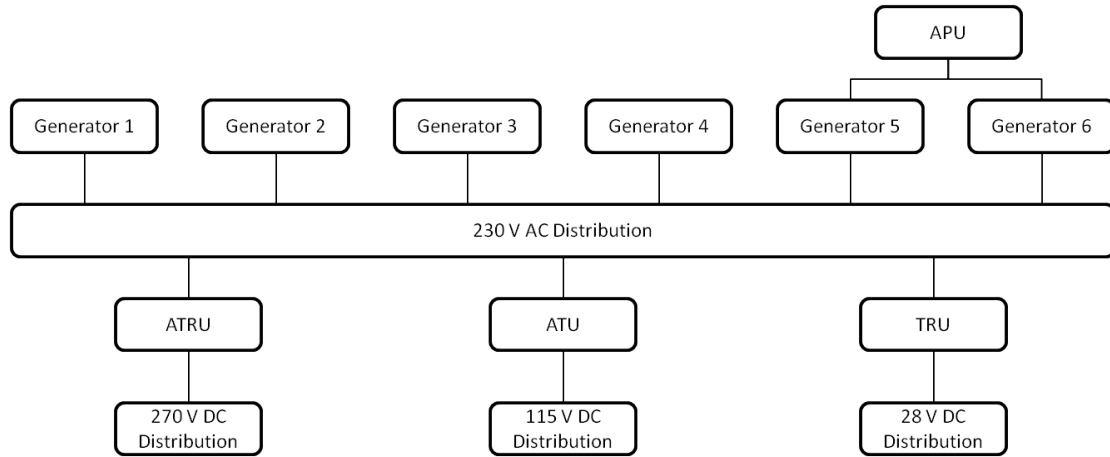 APU
Generator 1
Generator 2
Generator 3
Generator 4
Generator 5
Generator 6
230 V AC Distribution
ATRU
ATU
TRU
270 V DC
Distribution
115 V DC
Distribution
28 V DC
Distribution